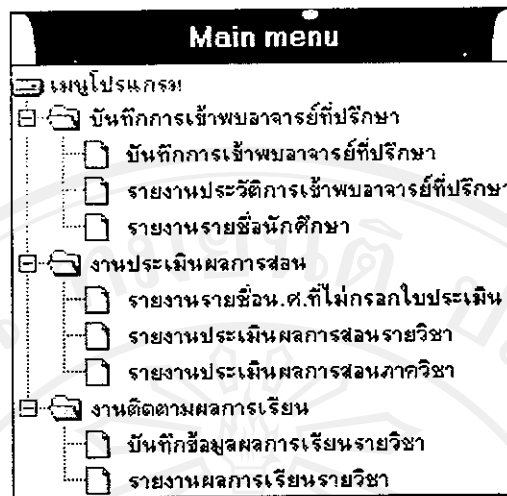 Main menu
เมนูโปรแกรม
บันทึกการเข้าพบอาจารย์ที่ปรึกษา
บันทึกการเข้าพบอาจารย์ที่ปรึกษา
รายงานประวัติการเข้าพบอาจารย์ที่ปรึกษา
รายงานรายชื่อนักศึกษา
งานประเมินผลการสอน
รายงานรายชื่อน.ศ.ที่ไม่กรอกใบประเมิน
รายงานประเมินผลการสอนรายวิชา
รายงานประเมินผลการสอนภาควิชา
งานติดตามผลการเรียน
บันทึกข้อมูลผลการเรียนรายวิชา
รายงานผลการเรียนรายวิชา